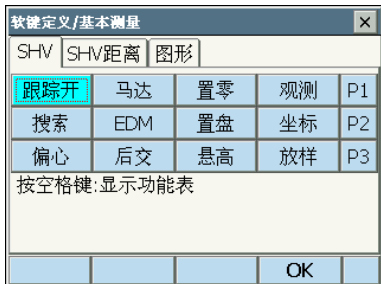 软键定义/基本测量
SHV SHV距离 图形
跟踪开 马达 置零 观测 P1
搜索 EDM 置盘 坐标 P2
偏心 后交 悬高 放样 P3
按空格键:显示功能表
OK